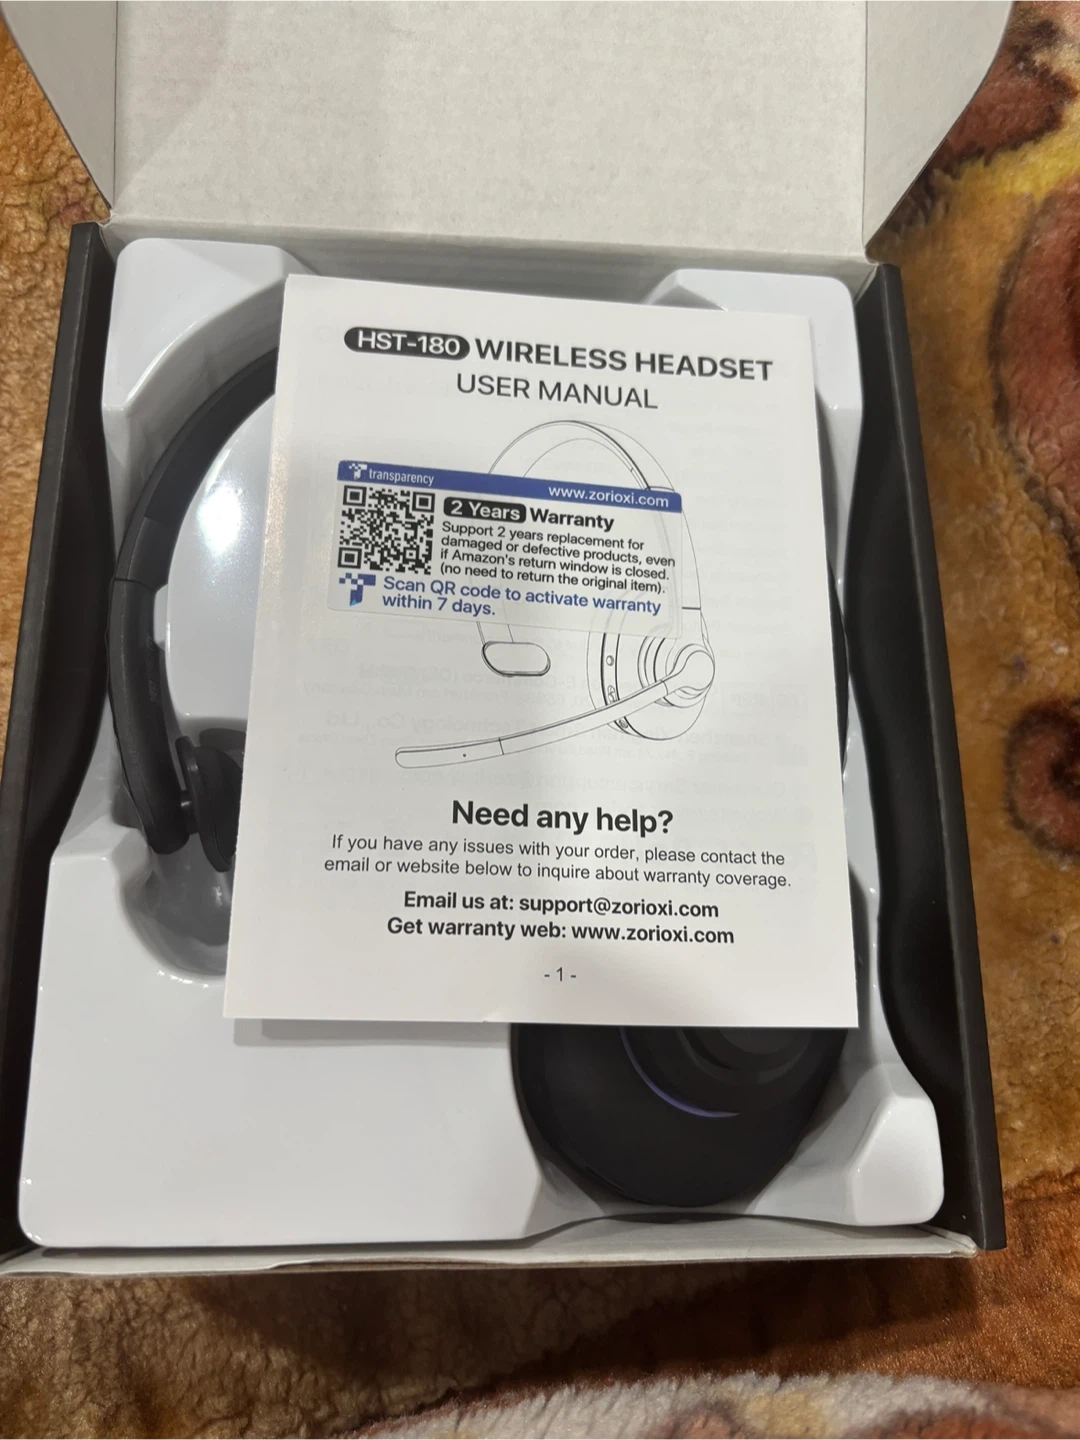 HST-180 WIRELESS HEADSET
USER MANUAL
transparency
www.zorioxi.com
2 Years Warranty
Support 2 years replacement for
damaged or defective products, even
if Amazon's return window is closed.
(no need to return the original item).
Scan QR code to activate warranty
within 7 days.
Need any help?
If you have any issues with your order, please contact the
email or website below to inquire about warranty coverage.
Email us at: support@zorioxi.com
Get warranty web: www.zorioxi.com
- 1 -